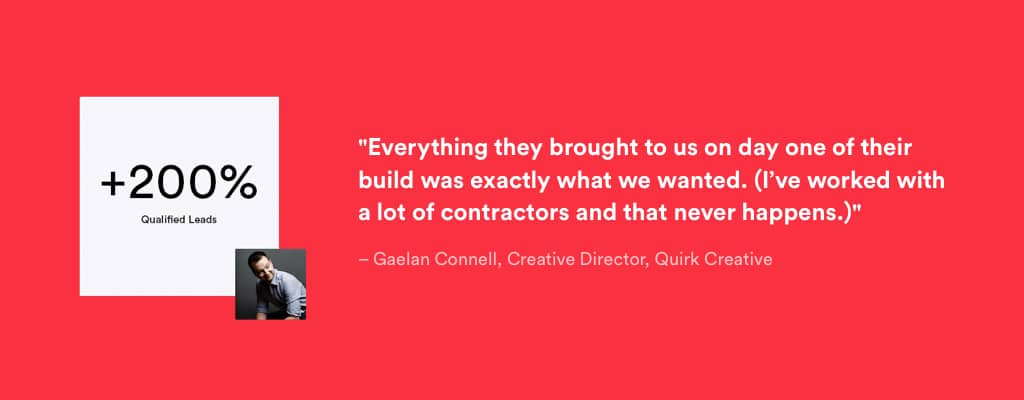 +200%
Qualified Leads
"Everything they brought to us on day one of their
build was exactly what we wanted. (I’ve worked with
a lot of contractors and that never happens.)"
– Gaelan Connell, Creative Director, Quirk Creative